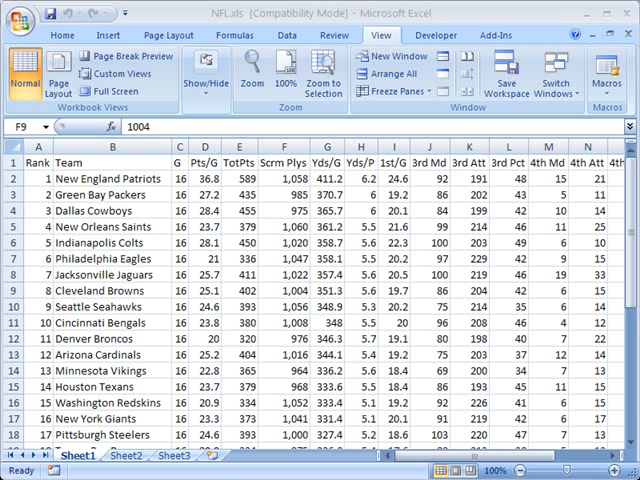 NFL.xls [Compatibility Mode] - Microsoft Excel
Home Insert Page Layout Formulas Data Review View Developer Add-Ins
Normal
Page Layout
Page Break Preview
Custom Views
Full Screen
Workbook Views
Show/Hide
Zoom
100%
Zoom to Selection
Zoom
New Window
Arrange All
Freeze Panes
Save Workspace
Switch Windows
Window
Macros
Macros
F9 fx 1004
A B C D E F G H I J K L M N
1 Rank Team G Pts/G TotPts Scrm Plys Yds/G Yds/P 1st/G 3rd Md 3rd Att 3rd Pct 4th Md 4th Att 4th
2 1 New England Patriots 16 36.8 589 1,058 411.2 6.2 24.6 92 191 48 15 21
3 2 Green Bay Packers 16 27.2 435 985 370.7 6 19.2 86 202 43 5 11
4 3 Dallas Cowboys 16 28.4 455 975 365.7 6 20.1 84 199 42 10 14
5 4 New Orleans Saints 16 23.7 379 1,060 361.2 5.5 21.6 99 214 46 11 25
6 5 Indianapolis Colts 16 28.1 450 1,020 358.7 5.6 22.3 100 203 49 6 10
7 6 Philadelphia Eagles 16 21 336 1,047 358.1 5.5 20.2 97 229 42 9 15
8 7 Jacksonville Jaguars 16 25.7 411 1,022 357.4 5.6 20.5 100 219 46 19 33
9 8 Cleveland Browns 16 25.1 402 1,004 351.3 5.6 19.7 86 204 42 6 15
10 9 Seattle Seahawks 16 24.6 393 1,056 348.9 5.3 20.2 75 214 35 6 14
11 10 Cincinnati Bengals 16 23.8 380 1,008 348 5.5 20 96 208 46 4 12
12 11 Denver Broncos 16 20 320 976 346.3 5.7 19.1 80 198 40 7 22
13 12 Arizona Cardinals 16 25.2 404 1,016 344.1 5.4 19.2 75 203 37 12 14
14 13 Minnesota Vikings 16 22.8 365 964 336.2 5.6 18.4 69 200 34 7 13
15 14 Houston Texans 16 23.7 379 968 333.6 5.5 18.4 86 193 45 11 15
16 15 Washington Redskins 16 20.9 334 1,052 333.4 5.1 19.2 92 226 41 6 15
17 16 New York Giants 16 23.3 373 1,041 331.4 5.1 20.1 91 219 42 6 17
18 17 Pittsburgh Steelers 16 24.6 393 1,000 327.4 5.2 18.6 103 220 47 7 13
Sheet1 Sheet2 Sheet3
Ready 100%